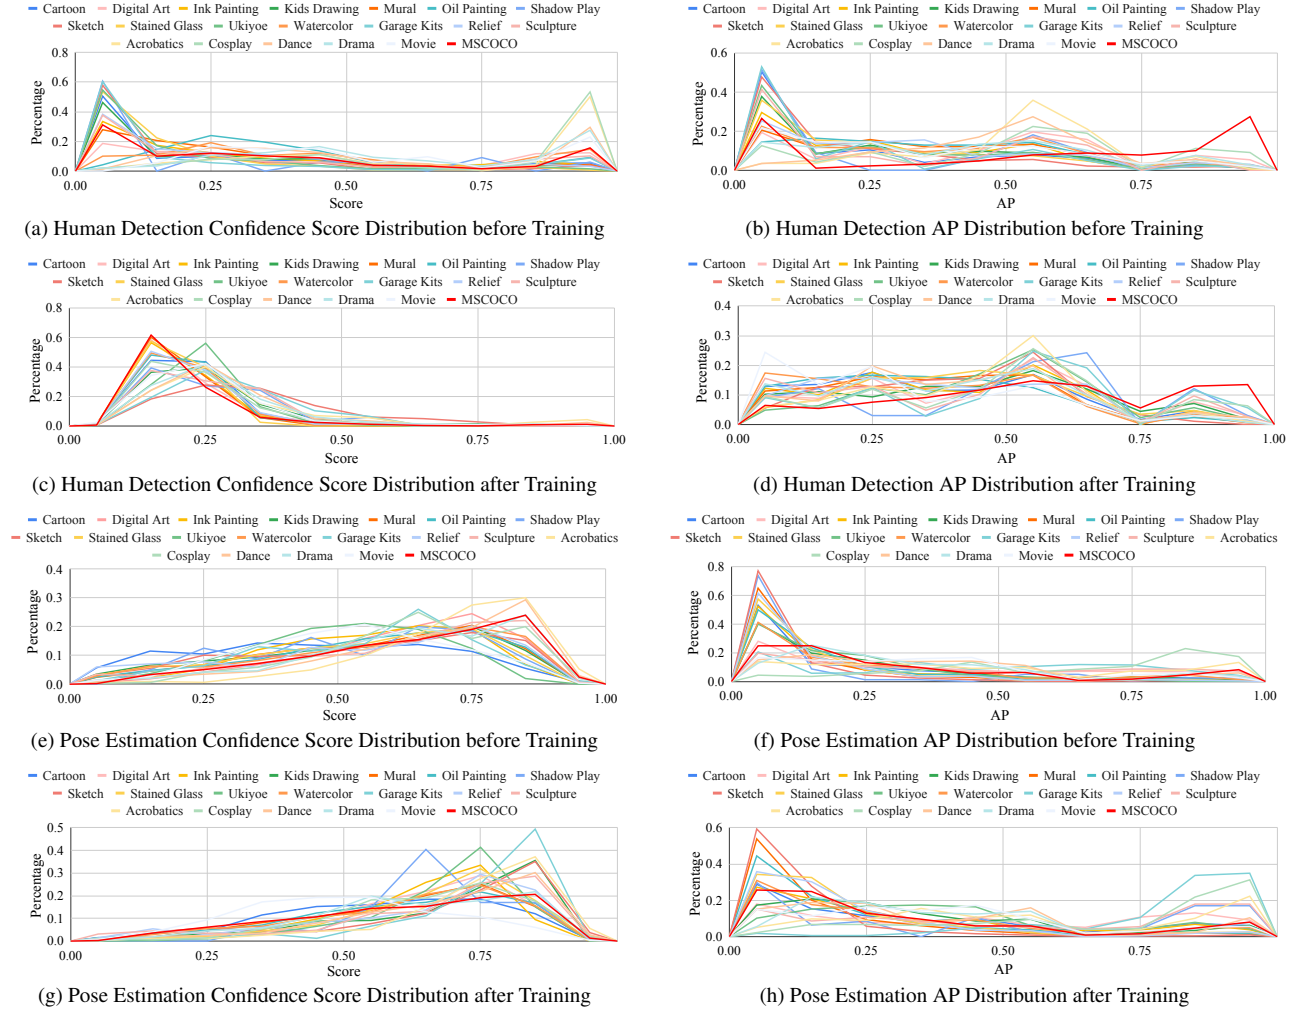 Cartoon Digital Art Ink Painting Kids Drawing Mural Oil Painting Shadow Play
Sketch Stained Glass Ukiyoe Watercolor Garage Kits Relief Sculpture
Acrobatics Cosplay Dance Drama Movie MSCOCO
0.8
0.6
0.4
0.2
0.0
Percentage
0.00 0.25 0.50 0.75
Score
(a) Human Detection Confidence Score Distribution before Training
Cartoon Digital Art Ink Painting Kids Drawing Mural Oil Painting Shadow Play
Sketch Stained Glass Ukiyoe Watercolor Garage Kits Relief Sculpture
Acrobatics Cosplay Dance Drama Movie MSCOCO
0.6
0.4
0.2
0.0
Percentage
0.00 0.25 0.50 0.75
AP
(b) Human Detection AP Distribution before Training
Cartoon Digital Art Ink Painting Kids Drawing Mural Oil Painting Shadow Play
Sketch Stained Glass Ukiyoe Watercolor Garage Kits Relief Sculpture
Acrobatics Cosplay Dance Drama Movie MSCOCO
0.8
0.6
0.4
0.2
0.0
Percentage
0.00 0.25 0.50 0.75 1.00
Score
(c) Human Detection Confidence Score Distribution after Training
Cartoon Digital Art Ink Painting Kids Drawing Mural Oil Painting Shadow Play
Sketch Stained Glass Ukiyoe Watercolor Garage Kits Relief Sculpture
Acrobatics Cosplay Dance Drama Movie MSCOCO
0.4
0.3
0.2
0.1
0.0
Percentage
0.00 0.25 0.50 0.75 1.00
AP
(d) Human Detection AP Distribution after Training
Cartoon Digital Art Ink Painting Kids Drawing Mural Oil Painting Shadow Play
Sketch Stained Glass Ukiyoe Watercolor Garage Kits Relief Sculpture Acrobatics
Cosplay Dance Drama Movie MSCOCO
0.4
0.3
0.2
0.1
0.0
Percentage
0.00 0.25 0.50 0.75 1.00
Score
(e) Pose Estimation Confidence Score Distribution before Training
Cartoon Digital Art Ink Painting Kids Drawing Mural Oil Painting Shadow Play
Sketch Stained Glass Ukiyoe Watercolor Garage Kits Relief Sculpture Acrobatics
Cosplay Dance Drama Movie MSCOCO
0.8
0.6
0.4
0.2
0.0
Percentage
0.00 0.25 0.50 0.75 1.00
AP
(f) Pose Estimation AP Distribution before Training
Cartoon Digital Art Ink Painting Kids Drawing Mural Oil Painting Shadow Play
Sketch Stained Glass Ukiyoe Watercolor Garage Kits Relief Sculpture
Acrobatics Cosplay Dance Drama Movie MSCOCO
0.5
0.4
0.3
0.2
0.1
0.0
Percentage
0.00 0.25 0.50 0.75
Score
(g) Pose Estimation Confidence Score Distribution after Training
Cartoon Digital Art Ink Painting Kids Drawing Mural Oil Painting Shadow Play
Sketch Stained Glass Ukiyoe Watercolor Garage Kits Relief Sculpture
Acrobatics Cosplay Dance Drama Movie MSCOCO
0.6
0.4
0.2
0.0
Percentage
0.00 0.25 0.50 0.75
AP
(h) Pose Estimation AP Distribution after Training